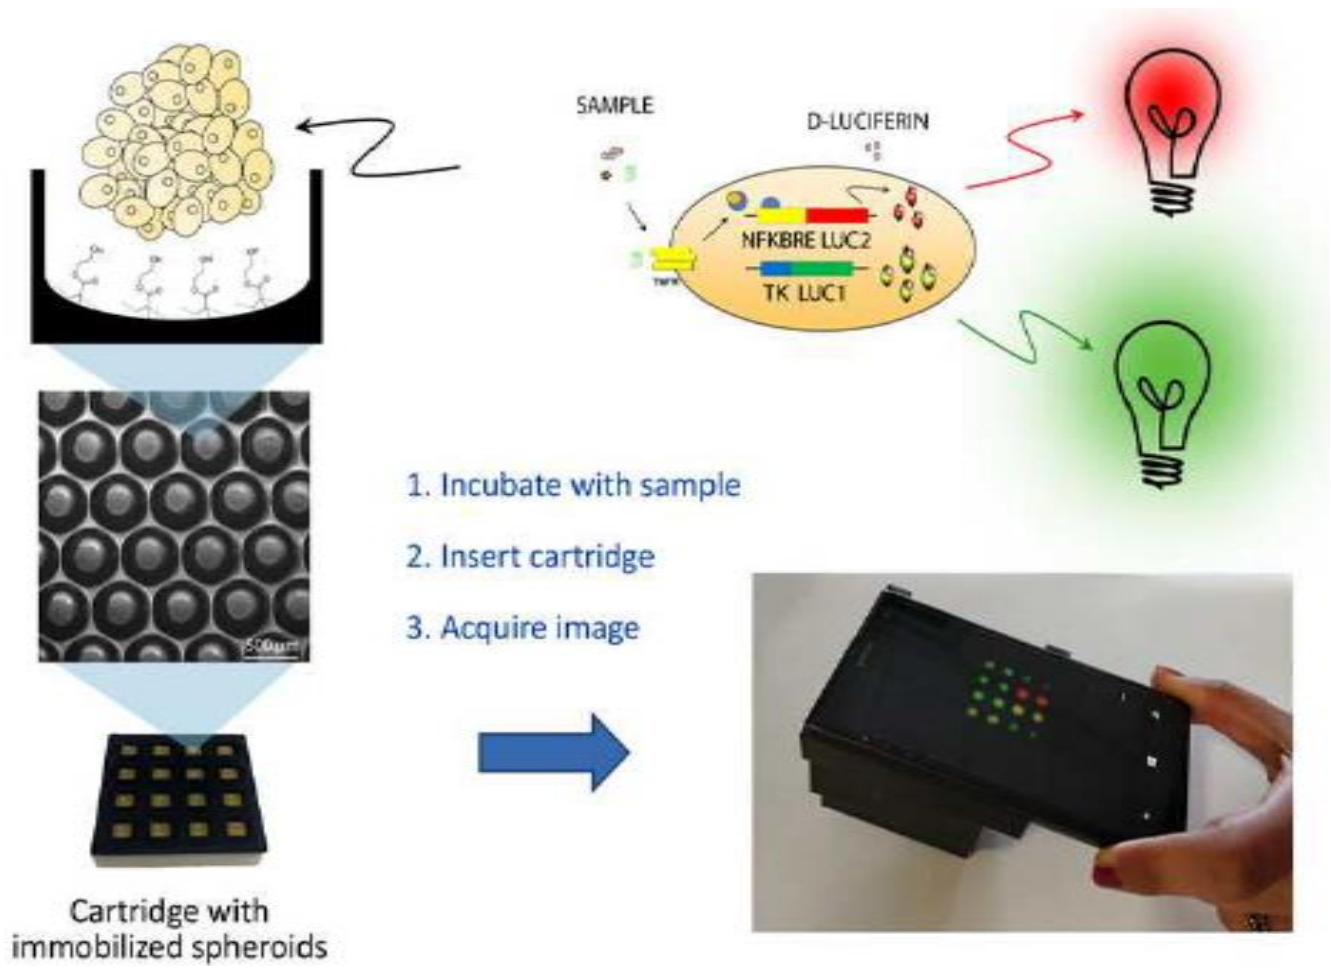 SAMPLE
D-LUCIFERIN
NFKBRE LUC2
TK LUC1
1. Incubate with sample
2. Insert cartridge
3. Acquire image
500 µm
Cartridge with
immobilized spheroids